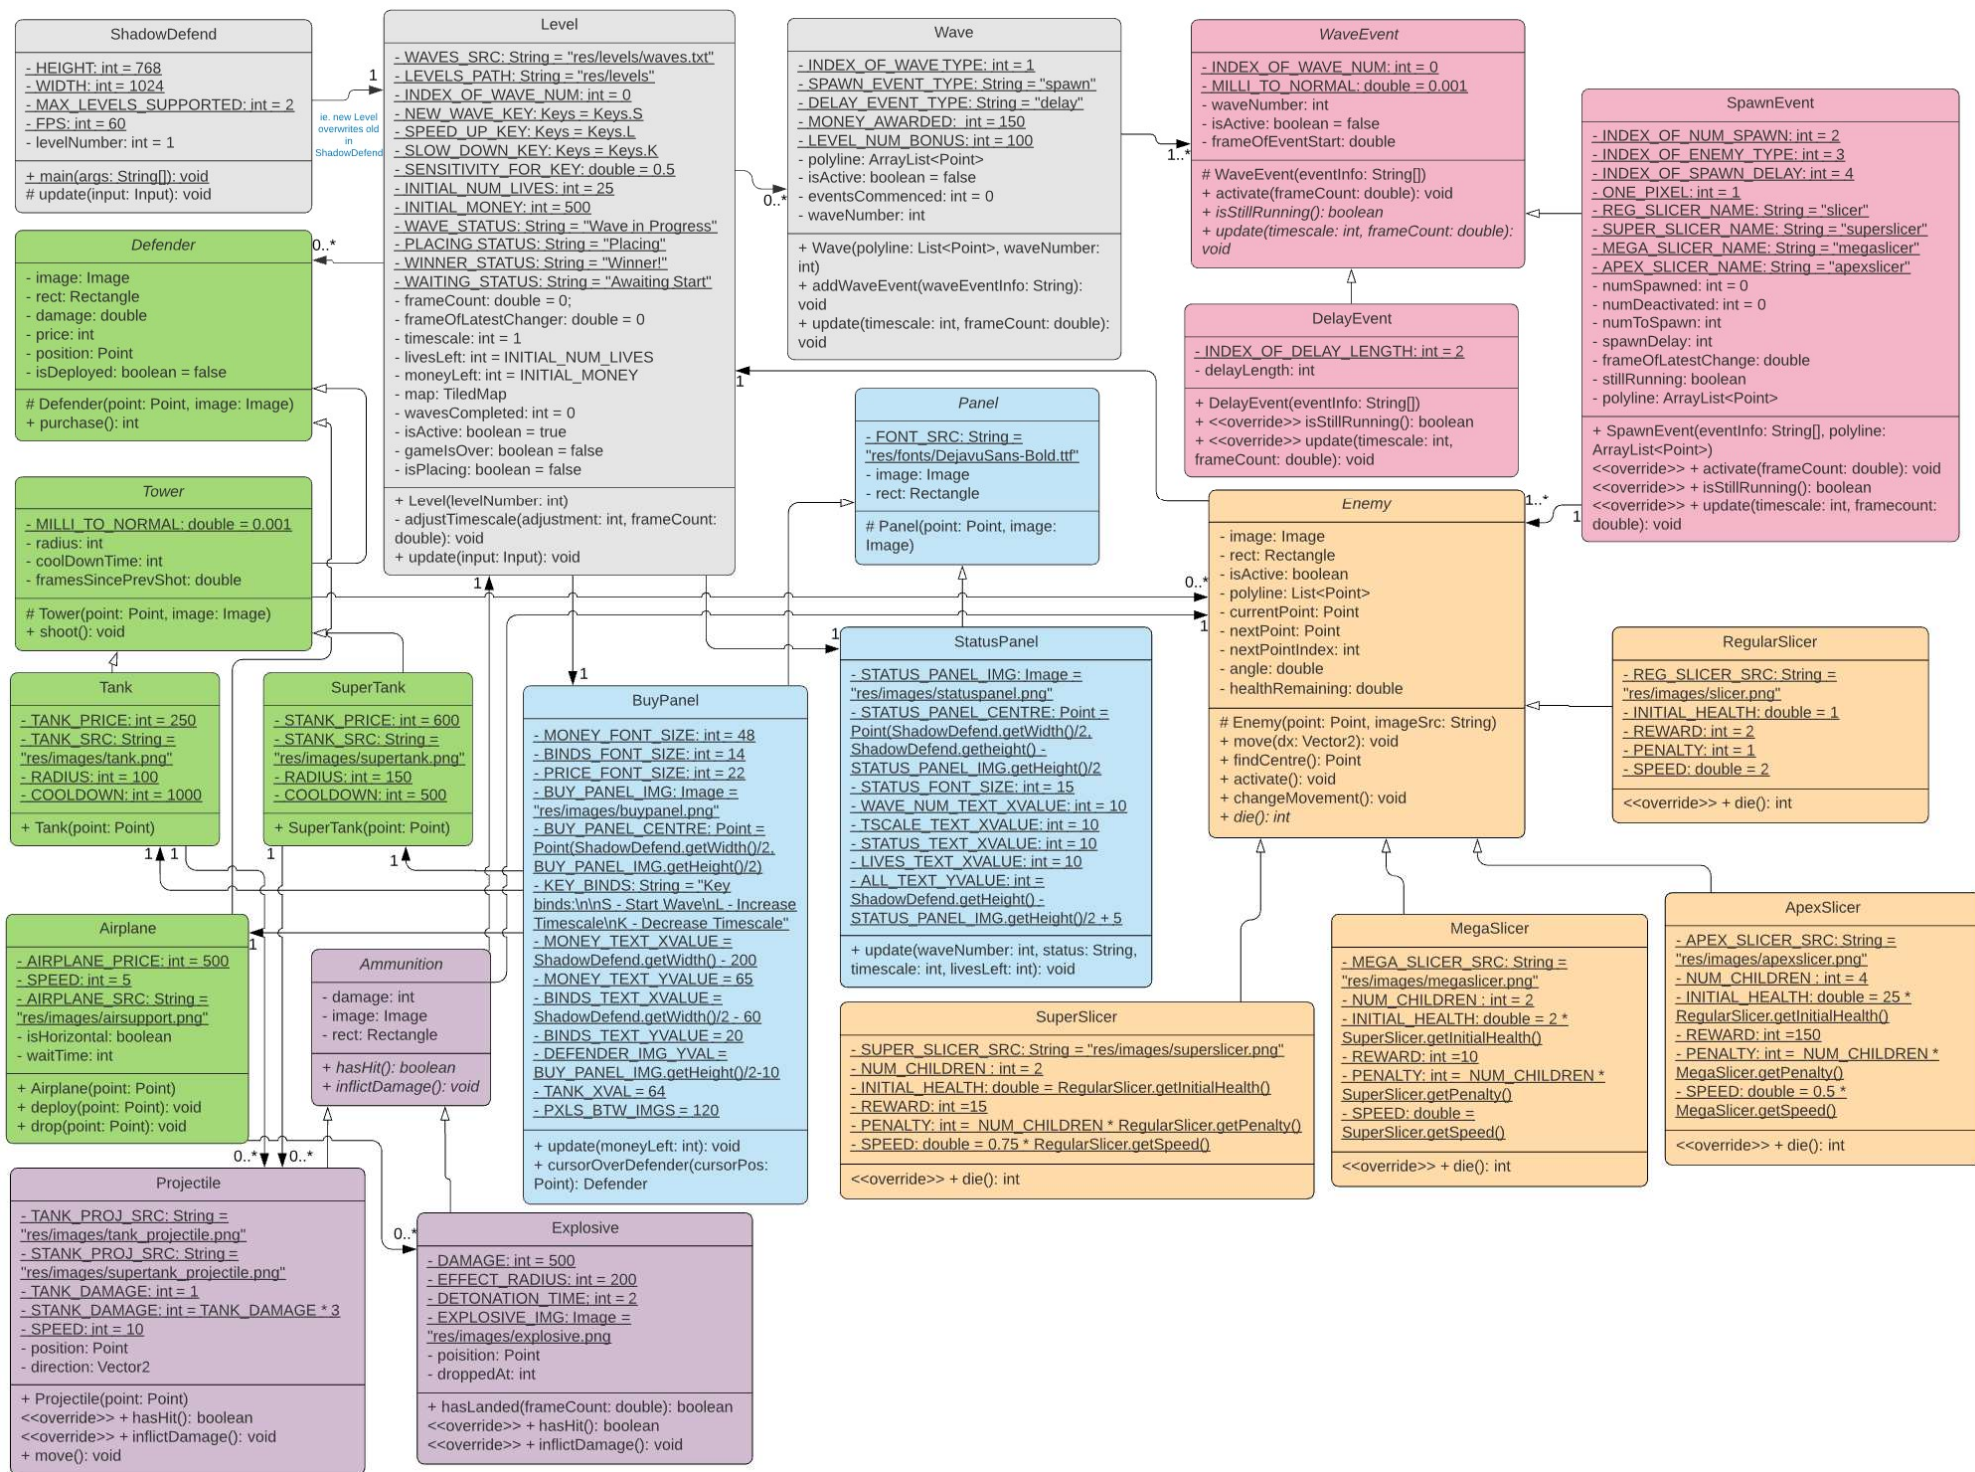 ShadowDefend
- HEIGHT: int = 768
- WIDTH: int = 1024
- MAX_LEVELS_SUPPORTED: int = 2
- FPS: int = 60
- levelNumber: int = 1
+ main(args: String[]): void
# update(input: Input): void
1
ie. new Level
overwrites old
in
ShadowDefend
Level
- WAVES_SRC: String = "res/levels/waves.txt"
- LEVELS_PATH: String = "res/levels"
- INDEX_OF_WAVE_NUM: int = 0
- NEW_WAVE_KEY: Keys = Keys.S
- SPEED_UP_KEY: Keys = Keys.L
- SLOW_DOWN_KEY: Keys = Keys.K
- SENSITIVITY_FOR_KEY: double = 0.5
- INITIAL_NUM_LIVES: int = 25
- INITIAL_MONEY: int = 500
- WAVE_STATUS: String = "Wave in Progress"
- PLACING STATUS: String = "Placing"
- WINNER_STATUS: String = "Winner!"
- WAITING_STATUS: String = "Awaiting Start"
- frameCount: double = 0;
- frameOfLatestChanger: double = 0
- timescale: int = 1
- livesLeft: int = INITIAL_NUM_LIVES
- moneyLeft: int = INITIAL_MONEY
- map: TiledMap
- wavesCompleted: int = 0
- isActive: boolean = true
- gameIsOver: boolean = false
- isPlacing: boolean = false
+ Level(levelNumber: int)
- adjustTimescale(adjustment: int, frameCount:
double): void
+ update(input: Input): void
0..*
Wave
- INDEX_OF_WAVE TYPE: int = 1
- SPAWN_EVENT_TYPE: String = "spawn"
- DELAY_EVENT_TYPE: String = "delay"
- MONEY_AWARDED:  int = 150
- LEVEL_NUM_BONUS: int = 100
- polyline: ArrayList<Point>
- isActive: boolean = false
- eventsCommenced: int = 0
- waveNumber: int
+ Wave(polyline: List<Point>, waveNumber:
int)
+ addWaveEvent(waveEventInfo: String):
void
+ update(timescale: int, frameCount: double):
void
1..*
WaveEvent
- INDEX_OF_WAVE_NUM: int = 0
- MILLI_TO_NORMAL: double = 0.001
- waveNumber: int
- isActive: boolean = false
- frameOfEventStart: double
# WaveEvent(eventInfo: String[])
+ activate(frameCount: double): void
+ isStillRunning(): boolean
+ update(timescale: int, frameCount: double):
void
SpawnEvent
- INDEX_OF_NUM_SPAWN: int = 2
- INDEX_OF_ENEMY_TYPE: int = 3
- INDEX_OF_SPAWN_DELAY: int = 4
- ONE_PIXEL: int = 1
- REG_SLICER_NAME: String = "slicer"
- SUPER_SLICER_NAME: String = "superslicer"
- MEGA_SLICER_NAME: String = "megaslicer"
- APEX_SLICER_NAME: String = "apexslicer"
- numSpawned: int = 0
- numDeactivated: int = 0
- numToSpawn: int
- spawnDelay: int
- frameOfLatestChange: double
- stillRunning: boolean
- polyline: ArrayList<Point>
+ SpawnEvent(eventInfo: String[], polyline:
ArrayList<Point>)
<<override>> + activate(frameCount: double): void
<<override>> + isStillRunning(): boolean
<<override>> + update(timescale: int, framecount:
double): void
DelayEvent
- INDEX_OF_DELAY_LENGTH: int = 2
- delayLength: int
+ DelayEvent(eventInfo: String[])
+ <<override>> isStillRunning(): boolean
+ <<override>> update(timescale: int,
frameCount: double): void
Defender
0..*
- image: Image
- rect: Rectangle
- damage: double
- price: int
- position: Point
- isDeployed: boolean = false
# Defender(point: Point, image: Image)
+ purchase(): int
1
Panel
- FONT_SRC: String =
"res/fonts/DejavuSans-Bold.ttf"
- image: Image
- rect: Rectangle
# Panel(point: Point, image:
Image)
Tower
- MILLI_TO_NORMAL: double = 0.001
- radius: int
- coolDownTime: int
- framesSincePrevShot: double
# Tower(point: Point, image: Image)
+ shoot(): void
Enemy
1..*
1
- image: Image
- rect: Rectangle
- isActive: boolean
- polyline: List<Point>
- currentPoint: Point
- nextPoint: Point
- nextPointIndex: int
- angle: double
- healthRemaining: double
# Enemy(point: Point, imageSrc: String)
+ move(dx: Vector2): void
+ findCentre(): Point
+ activate(): void
+ changeMovement(): void
+ die(): int
0..*
1
1
1
1
RegularSlicer
- REG_SLICER_SRC: String =
"res/images/slicer.png"
- INITIAL_HEALTH: double = 1
- REWARD: int = 2
- PENALTY: int = 1
- SPEED: double = 2
<<override>> + die(): int
Tank
- TANK_PRICE: int = 250
- TANK_SRC: String =
"res/images/tank.png"
- RADIUS: int = 100
- COOLDOWN: int = 1000
+ Tank(point: Point)
SuperTank
- STANK_PRICE: int = 600
- STANK_SRC: String =
"res/images/supertank.png"
- RADIUS: int = 150
- COOLDOWN: int = 500
+ SuperTank(point: Point)
1
1
1
1
BuyPanel
- MONEY_FONT_SIZE: int = 48
- BINDS_FONT_SIZE: int = 14
- PRICE_FONT_SIZE: int = 22
- BUY_PANEL_IMG: Image =
"res/images/buypanel.png"
- BUY_PANEL_CENTRE: Point =
Point(ShadowDefend.getWidth()/2,
BUY_PANEL_IMG.getHeight()/2)
- KEY_BINDS: String = "Key
binds:\n\nS - Start Wave\nL - Increase
Timescale\nK - Decrease Timescale"
- MONEY_TEXT_XVALUE =
ShadowDefend.getWidth() - 200
- MONEY_TEXT_YVALUE = 65
- BINDS_TEXT_XVALUE =
ShadowDefend.getWidth()/2 - 60
- BINDS_TEXT_YVALUE = 20
- DEFENDER_IMG_YVAL =
BUY_PANEL_IMG.getHeight()/2-10
- TANK_XVAL = 64
- PXLS_BTW_IMGS = 120
+ update(moneyLeft: int): void
+ cursorOverDefender(cursorPos:
Point): Defender
StatusPanel
- STATUS_PANEL_IMG: Image =
"res/images/statuspanel.png"
- STATUS_PANEL_CENTRE: Point =
Point(ShadowDefend.getWidth()/2,
ShadowDefend.getheight() -
STATUS_PANEL_IMG.getHeight()/2
- STATUS_FONT_SIZE: int = 15
- WAVE_NUM_TEXT_XVALUE: int = 10
- TSCALE_TEXT_XVALUE: int = 10
- STATUS_TEXT_XVALUE: int = 10
- LIVES_TEXT_XVALUE: int = 10
- ALL_TEXT_YVALUE: int =
ShadowDefend.getHeight() -
STATUS_PANEL_IMG.getHeight()/2 + 5
+ update(waveNumber: int, status: String,
timescale: int, livesLeft: int): void
Airplane
1
- AIRPLANE_PRICE: int = 500
- SPEED: int = 5
- AIRPLANE_SRC: String =
"res/images/airsupport.png"
- isHorizontal: boolean
- waitTime: int
+ Airplane(point: Point)
+ deploy(point: Point): void
+ drop(point: Point): void
Ammunition
- damage: int
- image: Image
- rect: Rectangle
+ hasHit(): boolean
+ inflictDamage(): void
SuperSlicer
- SUPER_SLICER_SRC: String = "res/images/superslicer.png"
- NUM_CHILDREN : int = 2
- INITIAL_HEALTH: double = RegularSlicer.getInitialHealth()
- REWARD: int =15
- PENALTY: int =  NUM_CHILDREN * RegularSlicer.getPenalty()
- SPEED: double = 0.75 * RegularSlicer.getSpeed()
<<override>> + die(): int
MegaSlicer
- MEGA_SLICER_SRC: String =
"res/images/megaslicer.png"
- NUM_CHILDREN : int = 2
- INITIAL_HEALTH: double = 2 *
SuperSlicer.getInitialHealth()
- REWARD: int =10
- PENALTY: int =  NUM_CHILDREN *
SuperSlicer.getPenalty()
- SPEED: double =
SuperSlicer.getSpeed()
<<override>> + die(): int
ApexSlicer
- APEX_SLICER_SRC: String =
"res/images/apexslicer.png"
- NUM_CHILDREN : int = 4
- INITIAL_HEALTH: double = 25 *
RegularSlicer.getInitialHealth()
- REWARD: int =150
- PENALTY: int =  NUM_CHILDREN *
MegaSlicer.getPenalty()
- SPEED: double = 0.5 *
MegaSlicer.getSpeed()
<<override>> + die(): int
0..*
0..*
Projectile
- TANK_PROJ_SRC: String =
"res/images/tank_projectile.png"
- STANK_PROJ_SRC: String =
"res/images/supertank_projectile.png"
- TANK_DAMAGE: int = 1
- STANK_DAMAGE: int = TANK_DAMAGE * 3
- SPEED: int = 10
- position: Point
- direction: Vector2
+ Projectile(point: Point)
<<override>> + hasHit(): boolean
<<override>> + inflictDamage(): void
+ move(): void
0..*
Explosive
- DAMAGE: int = 500
- EFFECT_RADIUS: int = 200
- DETONATION_TIME; int = 2
- EXPLOSIVE_IMG: Image =
"res/images/explosive.png
- poisition: Point
- droppedAt: int
+ hasLanded(frameCount: double): boolean
<<override>> + hasHit(): boolean
<<override>> + inflictDamage(): void